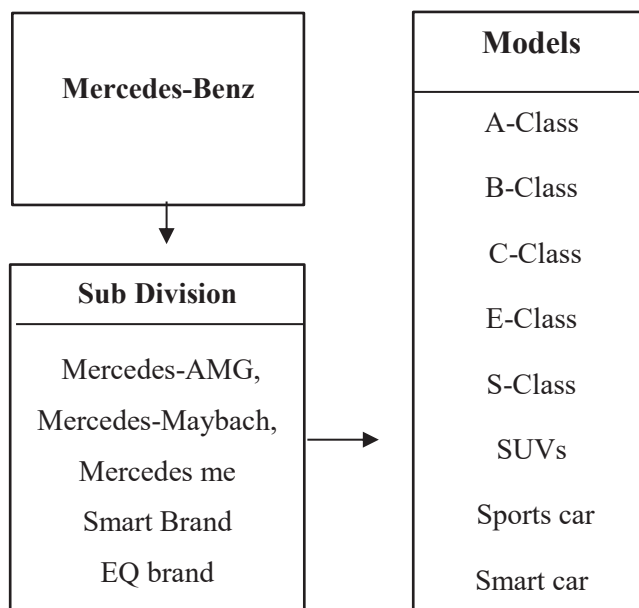 Mercedes-Benz
Sub Division
Mercedes-AMG,
Mercedes-Maybach,
Mercedes me
Smart Brand
EQ brand
Models
A-Class
B-Class
C-Class
E-Class
S-Class
SUVs
Sports car
Smart car